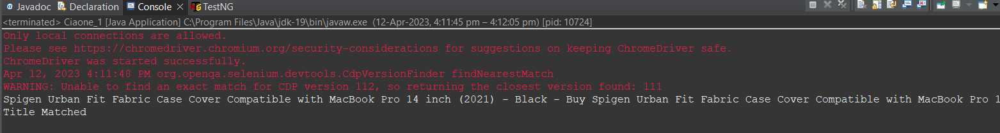 @ Javadoc Declaration Console TestNG
<terminated> Ciaone_1 [Java Application] C:\Program Files\Java\jdk-19\bin\javaw.exe (12-Apr-2023, 4:11:45 pm – 4:12:05 pm) [pid: 10724]
Only local connections are allowed.
Please see https://chromedriver.chromium.org/security-considerations for suggestions on keeping ChromeDriver safe.
ChromeDriver was started successfully.
Apr 12, 2023 4:11:48 PM org.openqa.selenium.devtools.CdpVersionFinder findNearestMatch
WARNING: Unable to find an exact match for CDP version 112, so returning the closest version found: 111
Spigen Urban Fit Fabric Case Cover Compatible with MacBook Pro 14 inch (2021) - Black - Buy Spigen Urban Fit Fabric Case Cover Compatible with MacBook Pro 1
Title Matched